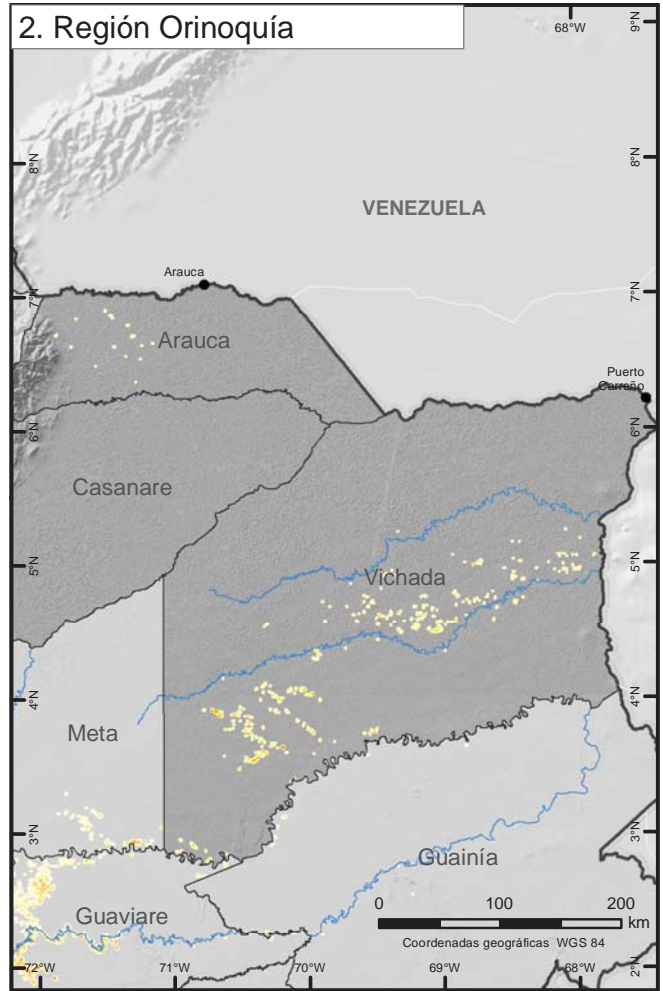 2. Región Orinoquía
68°W
9°N
8°N
8°N
VENEZUELA
Arauca
7°N
7°N
Arauca
Puerto
Carreño
6°N
6°N
Casanare
5°N
5°N
Vichada
4°N
4°N
Meta
3°N
3°N
Guainía
Guaviare
0 100 200
km
Coordenadas geográficas WGS 84
72°W 71°W 70°W 69°W 68°W
2°N
2°N